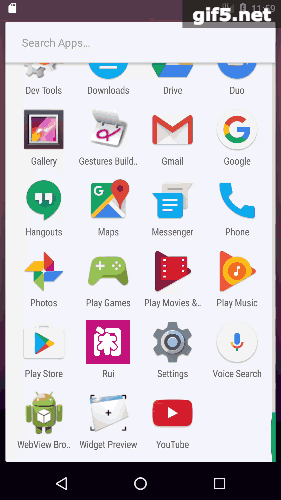 gif5.net
11:59
Search Apps...
Dev Tools
Downloads
Drive
Duo
Gallery
Gestures Build..
Gmail
Google
Hangouts
Maps
Messenger
Phone
Photos
Play Games
Play Movies &..
Play Music
Play Store
Rui
Settings
Voice Search
WebView Bro..
Widget Preview
YouTube